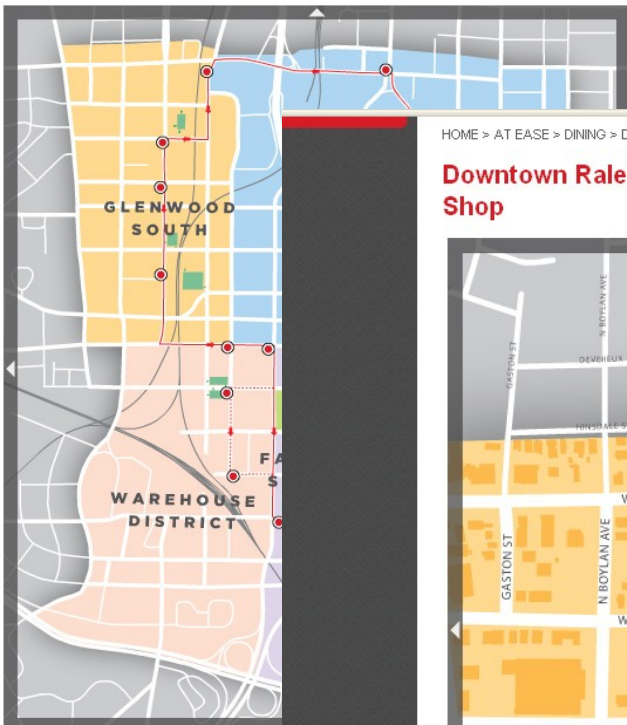 GLENWOOD
SOUTH
FA
S
WAREHOUSE
DISTRICT
HOME > AT EASE > DINING > D
Downtown Rale
Shop
N BOYLAN AVE
GASTON ST
DEVEREUX
HINSDALE S
W
GASTON ST
N BOYLAN AVE
W